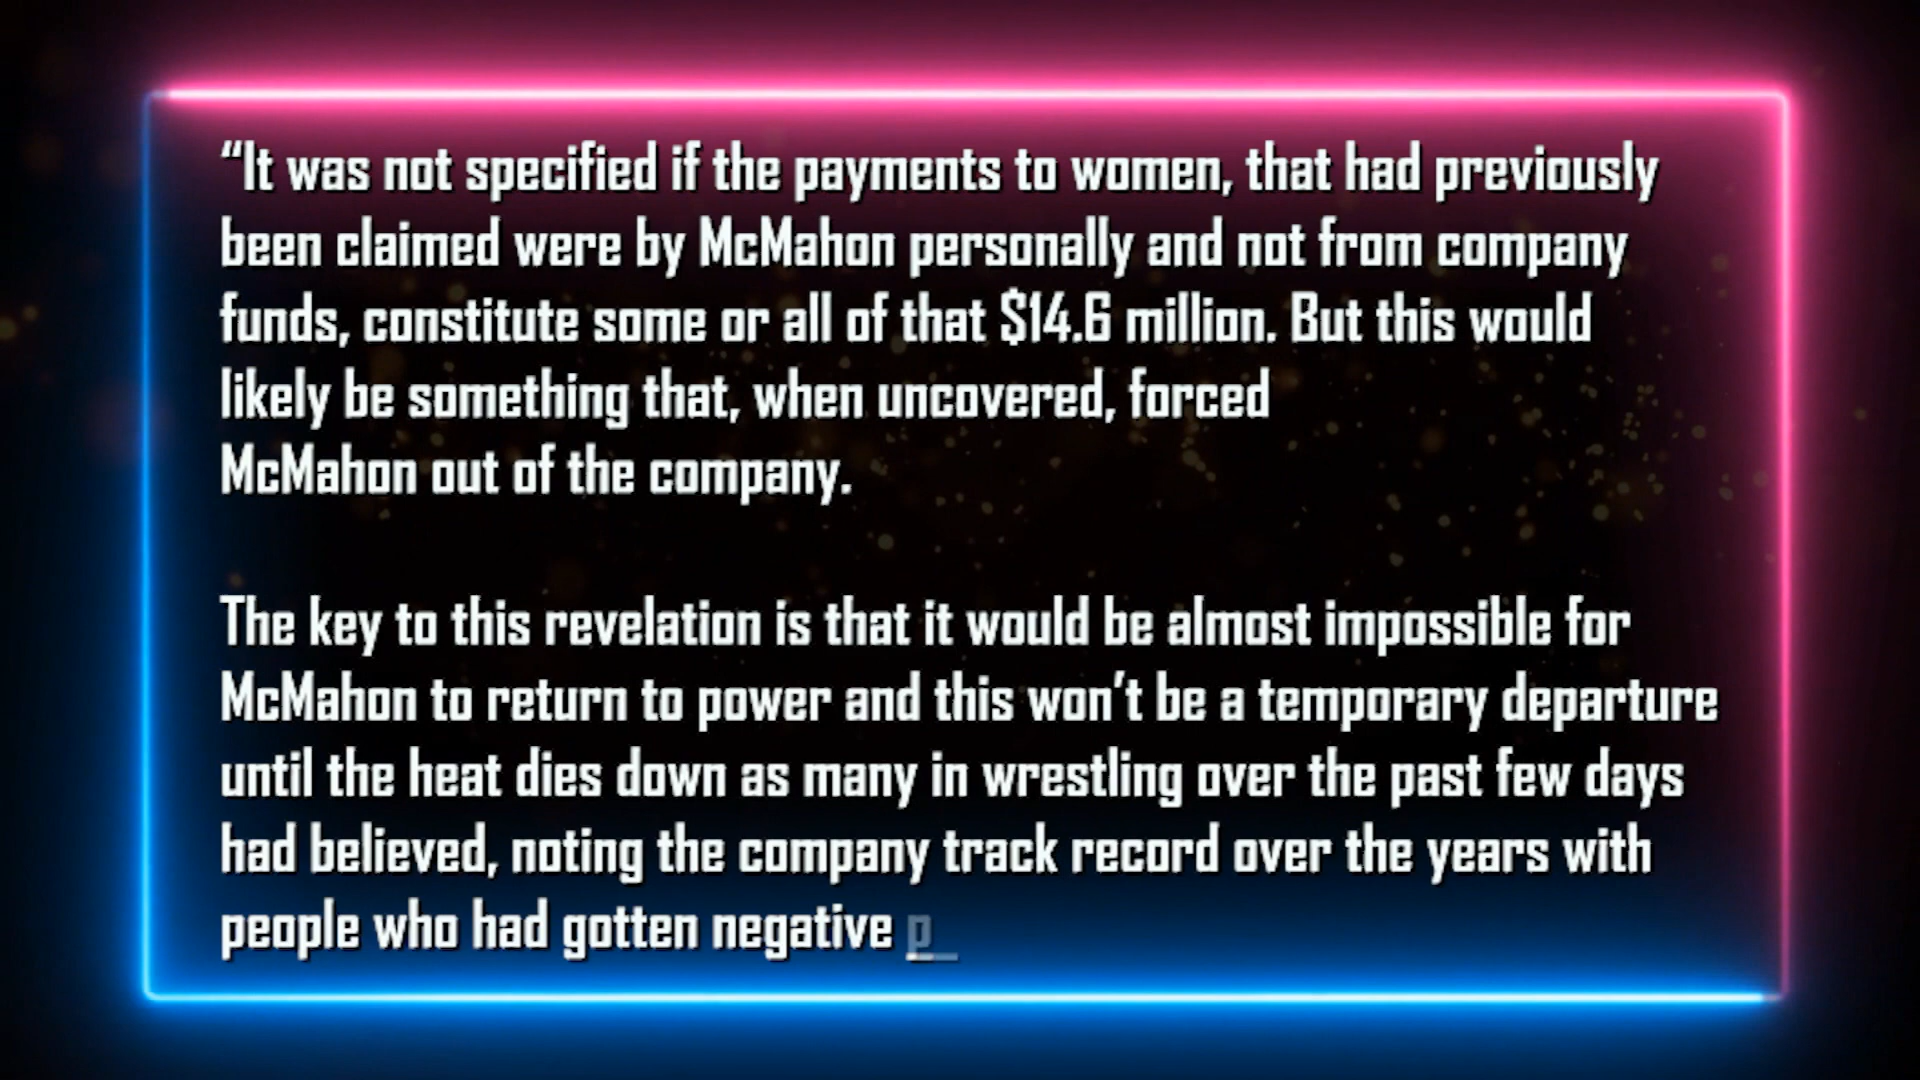 “It was not specified if the payments to women, that had previously
been claimed were by McMahon personally and not from company
funds, constitute some or all of that $14.6 million. But this would
likely be something that, when uncovered, forced
McMahon out of the company.
The key to this revelation is that it would be almost impossible for
McMahon to return to power and this won’t be a temporary departure
until the heat dies down as many in wrestling over the past few days
had believed, noting the company track record over the years with
people who had gotten negative p_